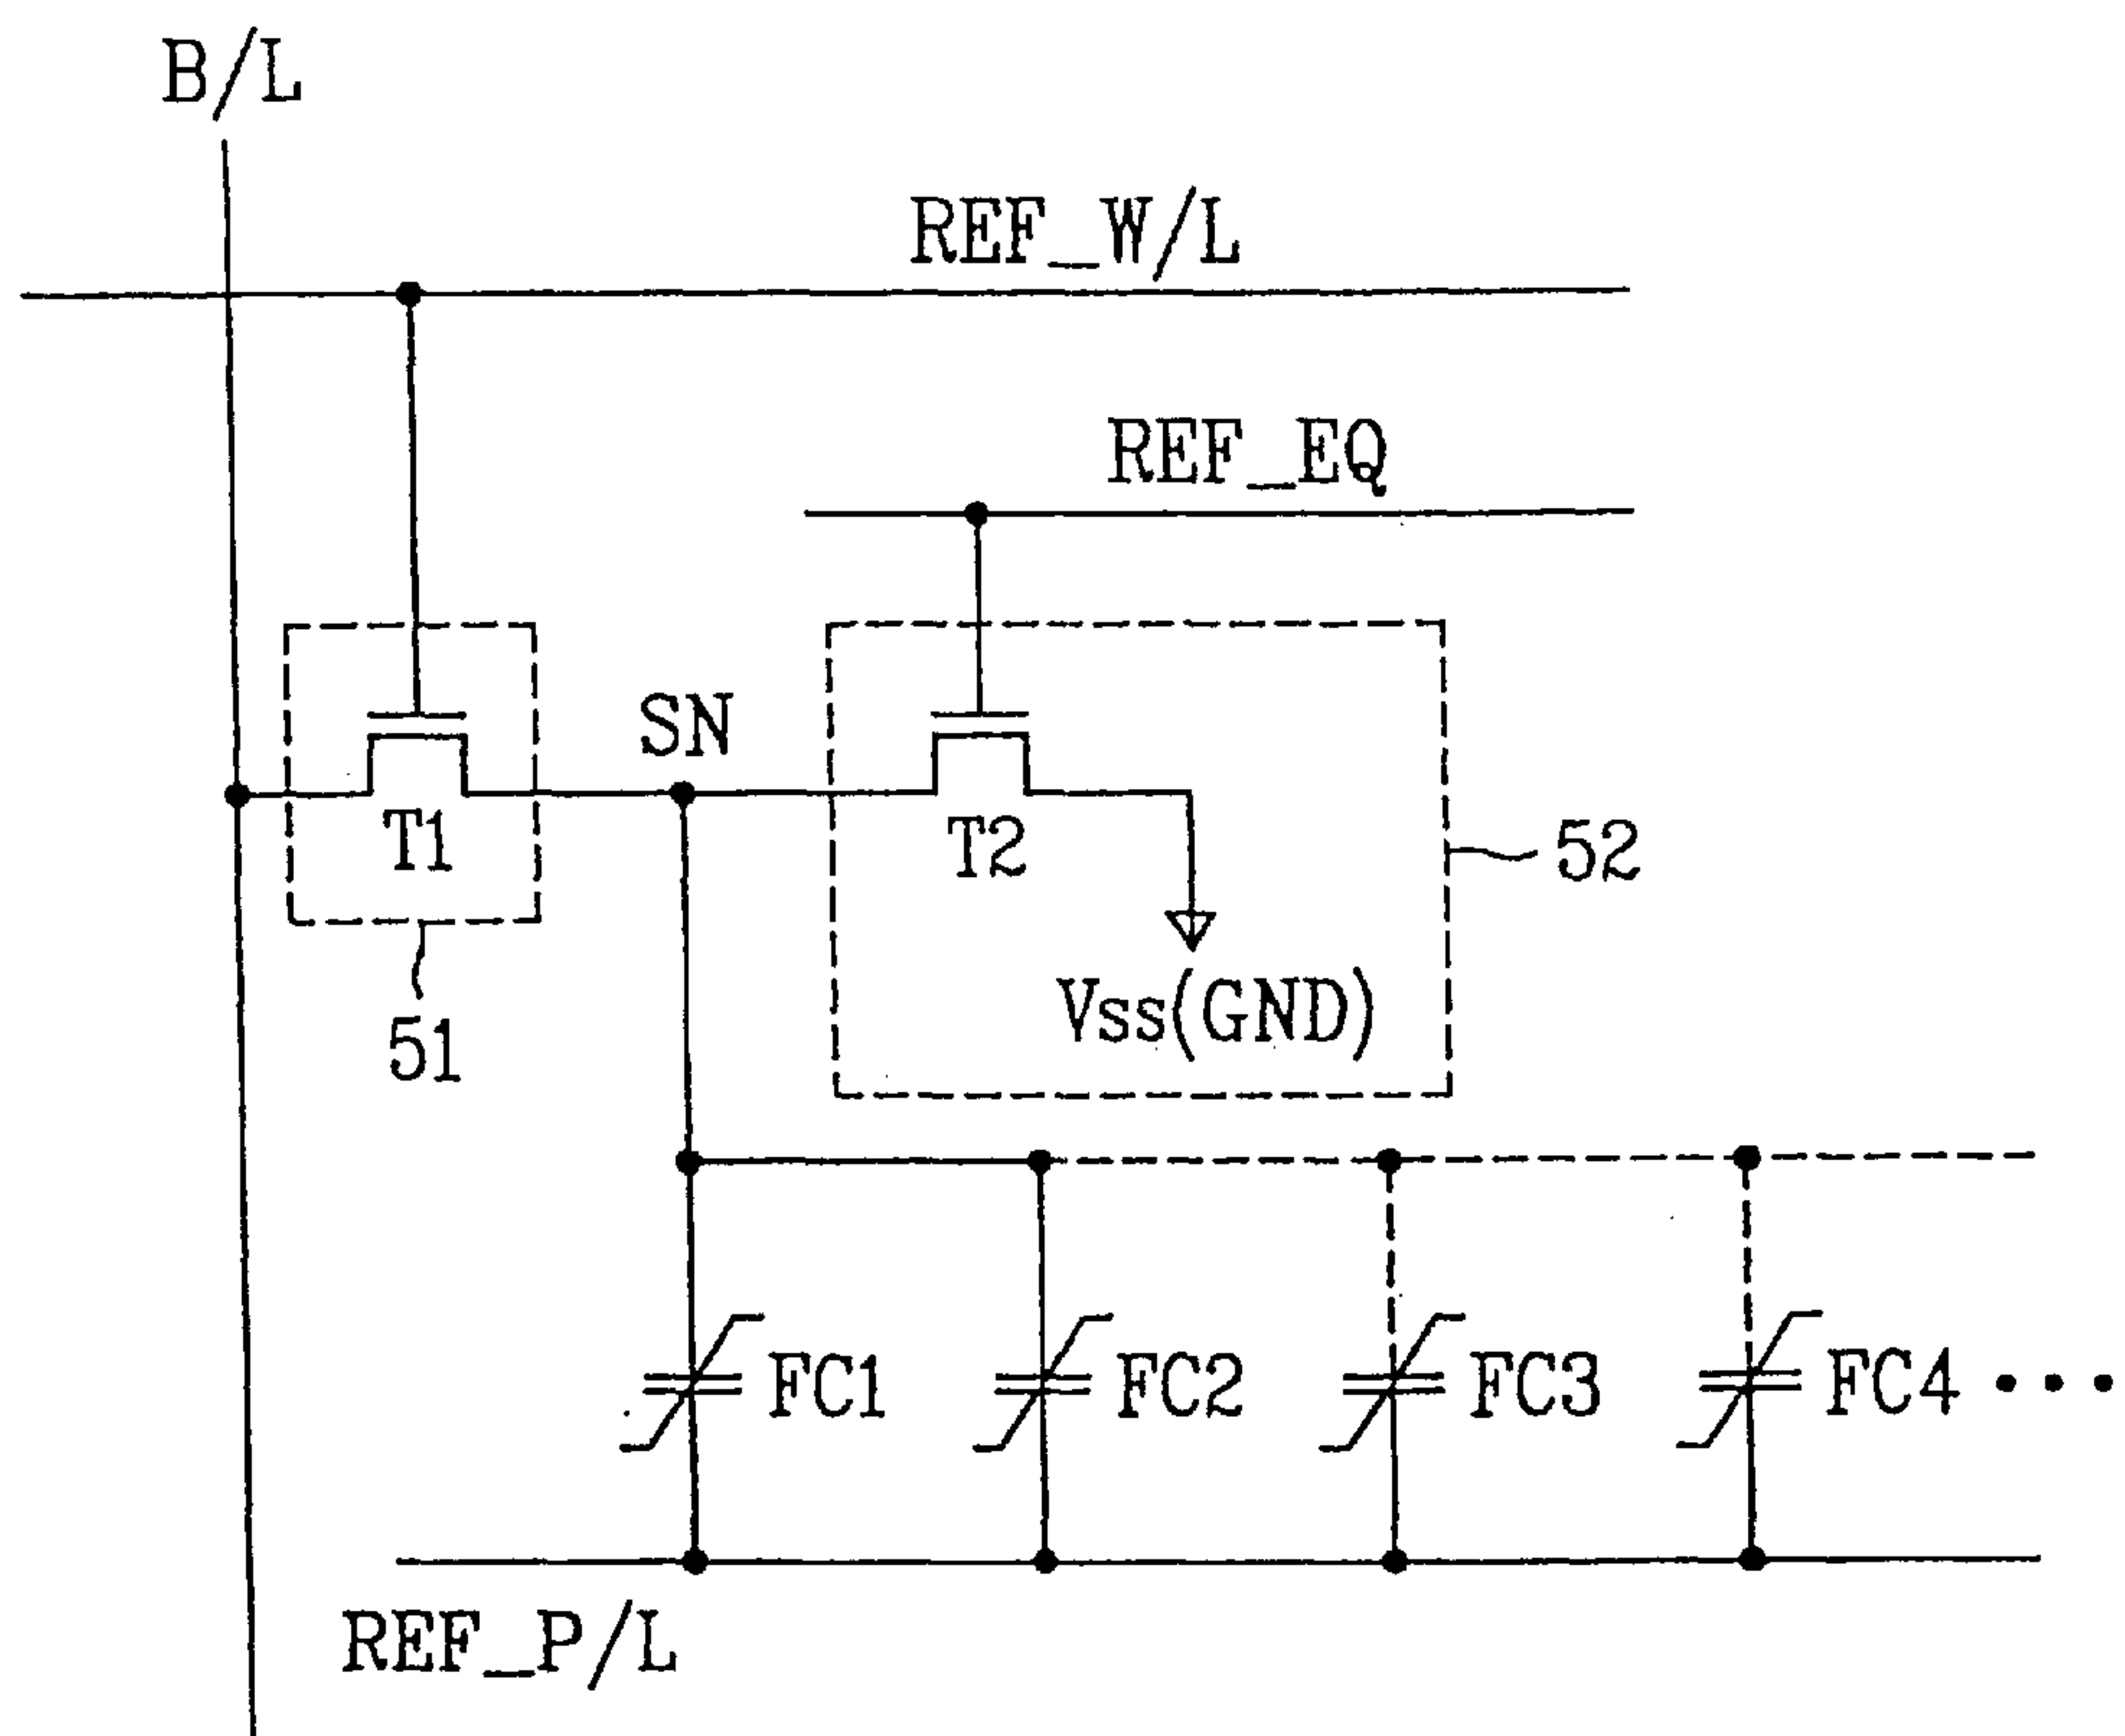 B/L
REF_W/L
REF_EQ
SN
T1
T2
52
51
Vss(GND)
FC1
FC2
FC3
FC4 •••
REF_P/L